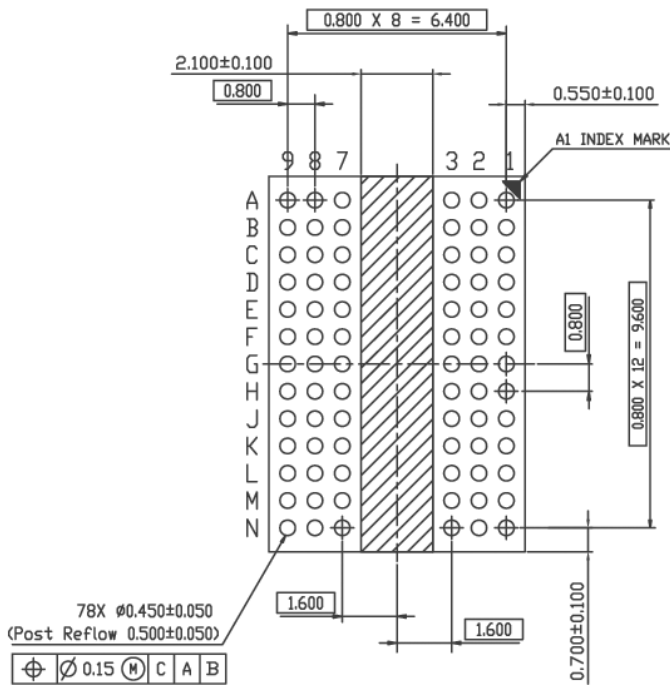 0.800 X 8 = 6.400
2.100±0.100
0.800
0.550±0.100
A1 INDEX MARK
9 8 7 3 2 1
A
B
C
D
E
F
G
H
J
K
L
M
N
0.800
0.800 X 12 = 9.600
1.600
1.600
0.700±0.100
78X Ø0.450±0.050
(Post Reflow 0.500±0.050)
⌖ Ø 0.15 Ⓜ C A B